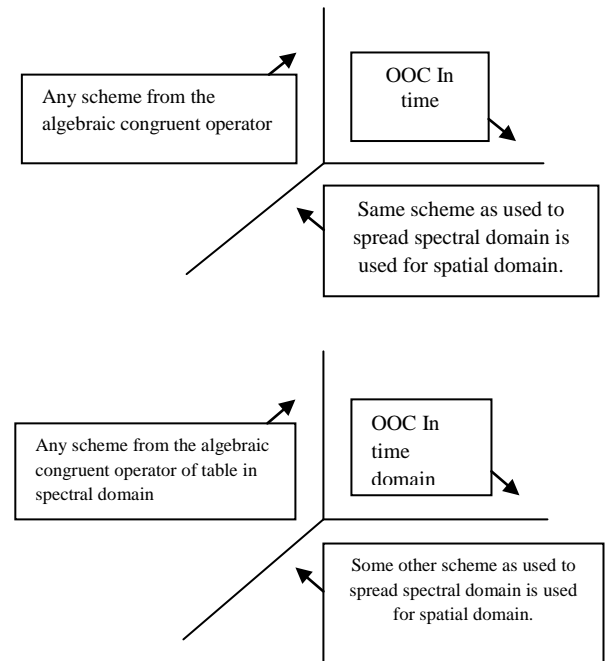 OOC In
time
Any scheme from the
algebraic congruent operator
Same scheme as used to
spread spectral domain is
used for spatial domain.
OOC In
time
domain
Any scheme from the algebraic
congruent operator of table in
spectral domain
Some other scheme as used to
spread spectral domain is used
for spatial domain.